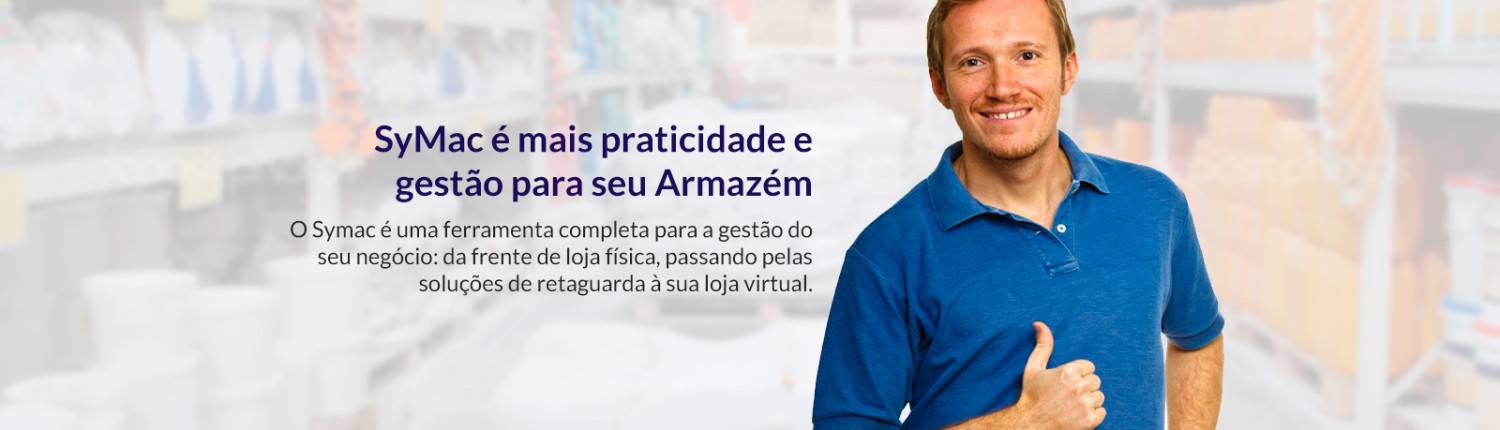 SyMac é mais praticidade e
gestão para seu Armazém
O Symac é uma ferramenta completa para a gestão do
seu negócio: da frente de loja física, passando pelas
soluções de retaguarda à sua loja virtual.